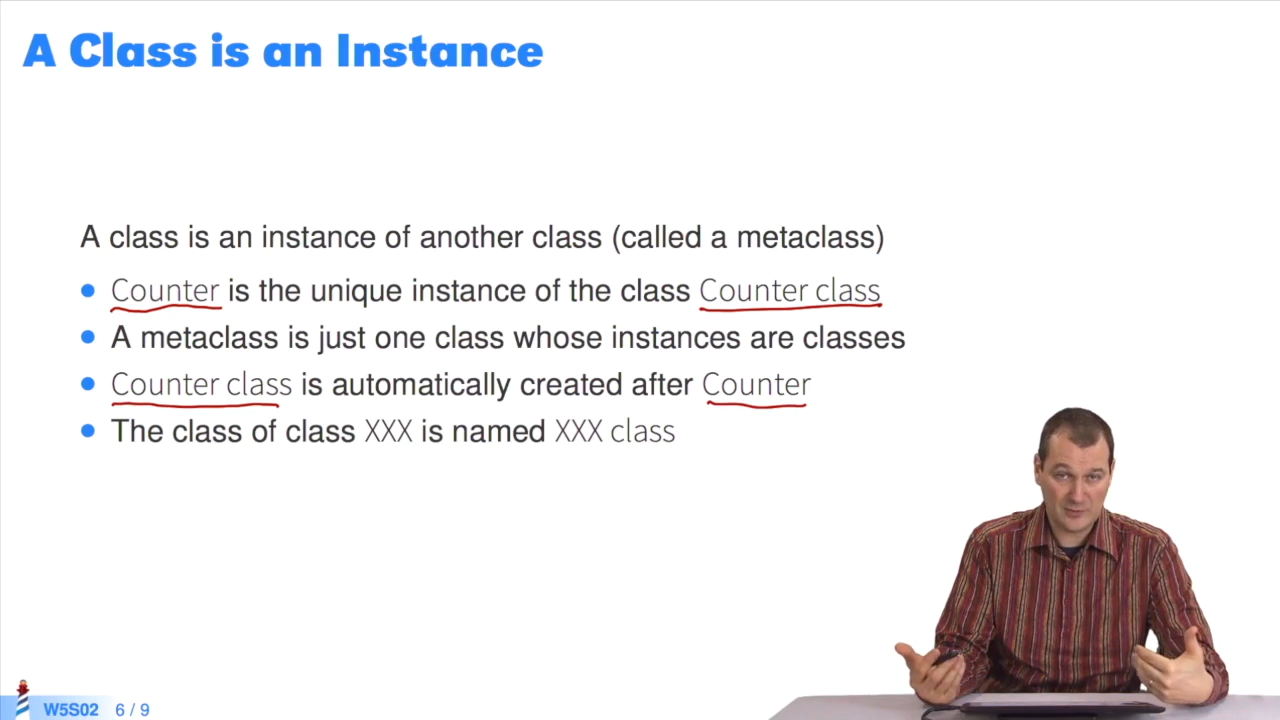 A Class is an Instance
A class is an instance of another class (called a metaclass)
Counter is the unique instance of the class Counter class
A metaclass is just one class whose instances are classes
Counter class is automatically created after Counter
The class of class XXX is named XXX class
W5S02 6 / 9